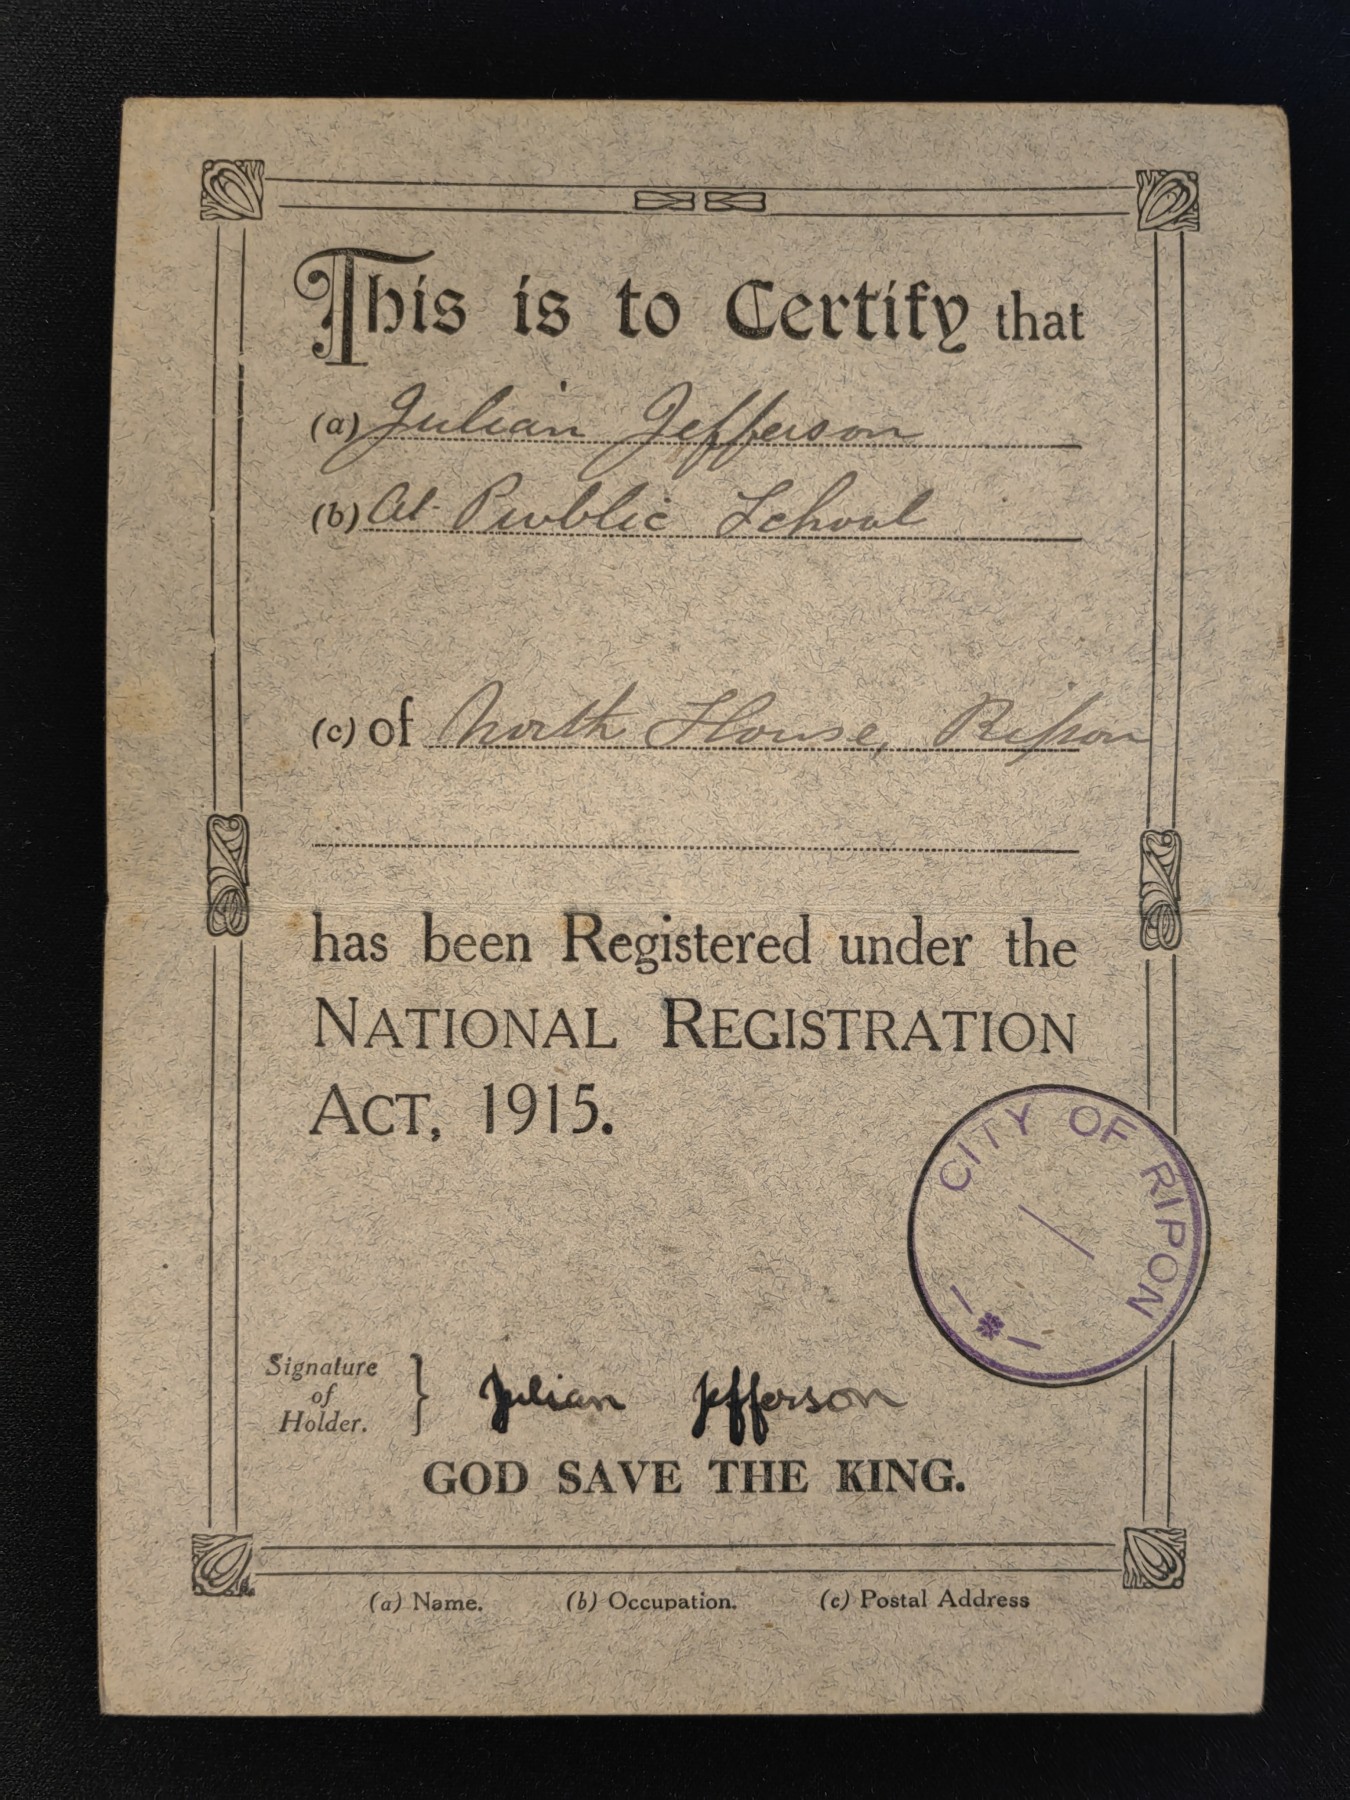 This is to Certify that
(a) Julian Jefferson
(b) At Public School
(c) of North House, Ripon
has been Registered under the
NATIONAL REGISTRATION
ACT, 1915.
CITY OF RIPON
Signature
of
Holder. } Julian Jefferson
GOD SAVE THE KING.
(a) Name. (b) Occupation. (c) Postal Address